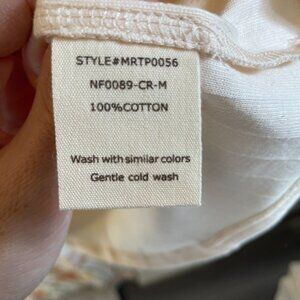 STYLE#MRTP0056
NF0089-CR-M
100%COTTON
Wash with similar colors
Gentle cold wash